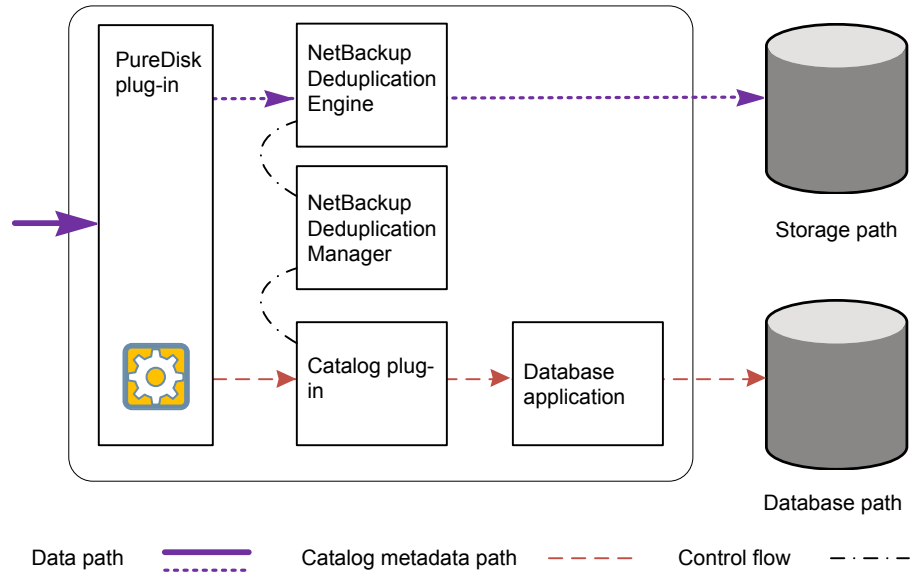 PureDisk
plug-in
NetBackup
Deduplication
Engine
NetBackup
Deduplication
Manager
Storage path
Catalog plug-
in
Database
application
Database path
Data path
Catalog metadata path
Control flow